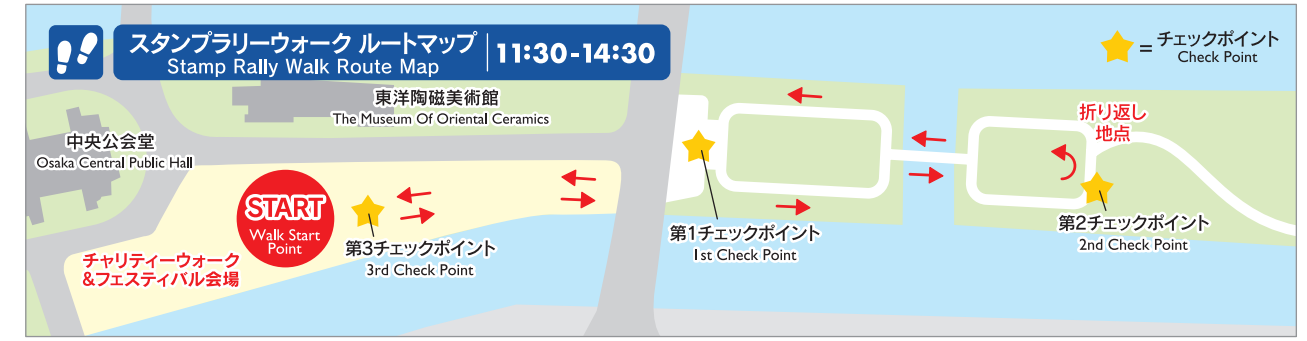 スタンプラリーウォーク ルートマップ
Stamp Rally Walk Route Map
11:30-14:30
= チェックポイント
Check Point
東洋陶磁美術館
The Museum Of Oriental Ceramics
中央公会堂
Osaka Central Public Hall
折り返し
地点
START
Walk Start
Point
第3チェックポイント
3rd Check Point
第1チェックポイント
1st Check Point
第2チェックポイント
2nd Check Point
チャリティーウォーク
&フェスティバル会場